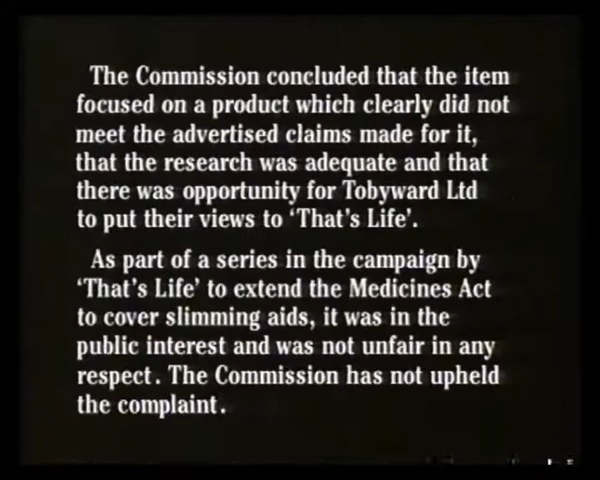 The Commission concluded that the item
focused on a product which clearly did not
meet the advertised claims made for it,
that the research was adequate and that
there was opportunity for Tobyward Ltd
to put their views to ‘That’s Life’.
As part of a series in the campaign by
‘That’s Life’ to extend the Medicines Act
to cover slimming aids, it was in the
public interest and was not unfair in any
respect. The Commission has not upheld
the complaint.